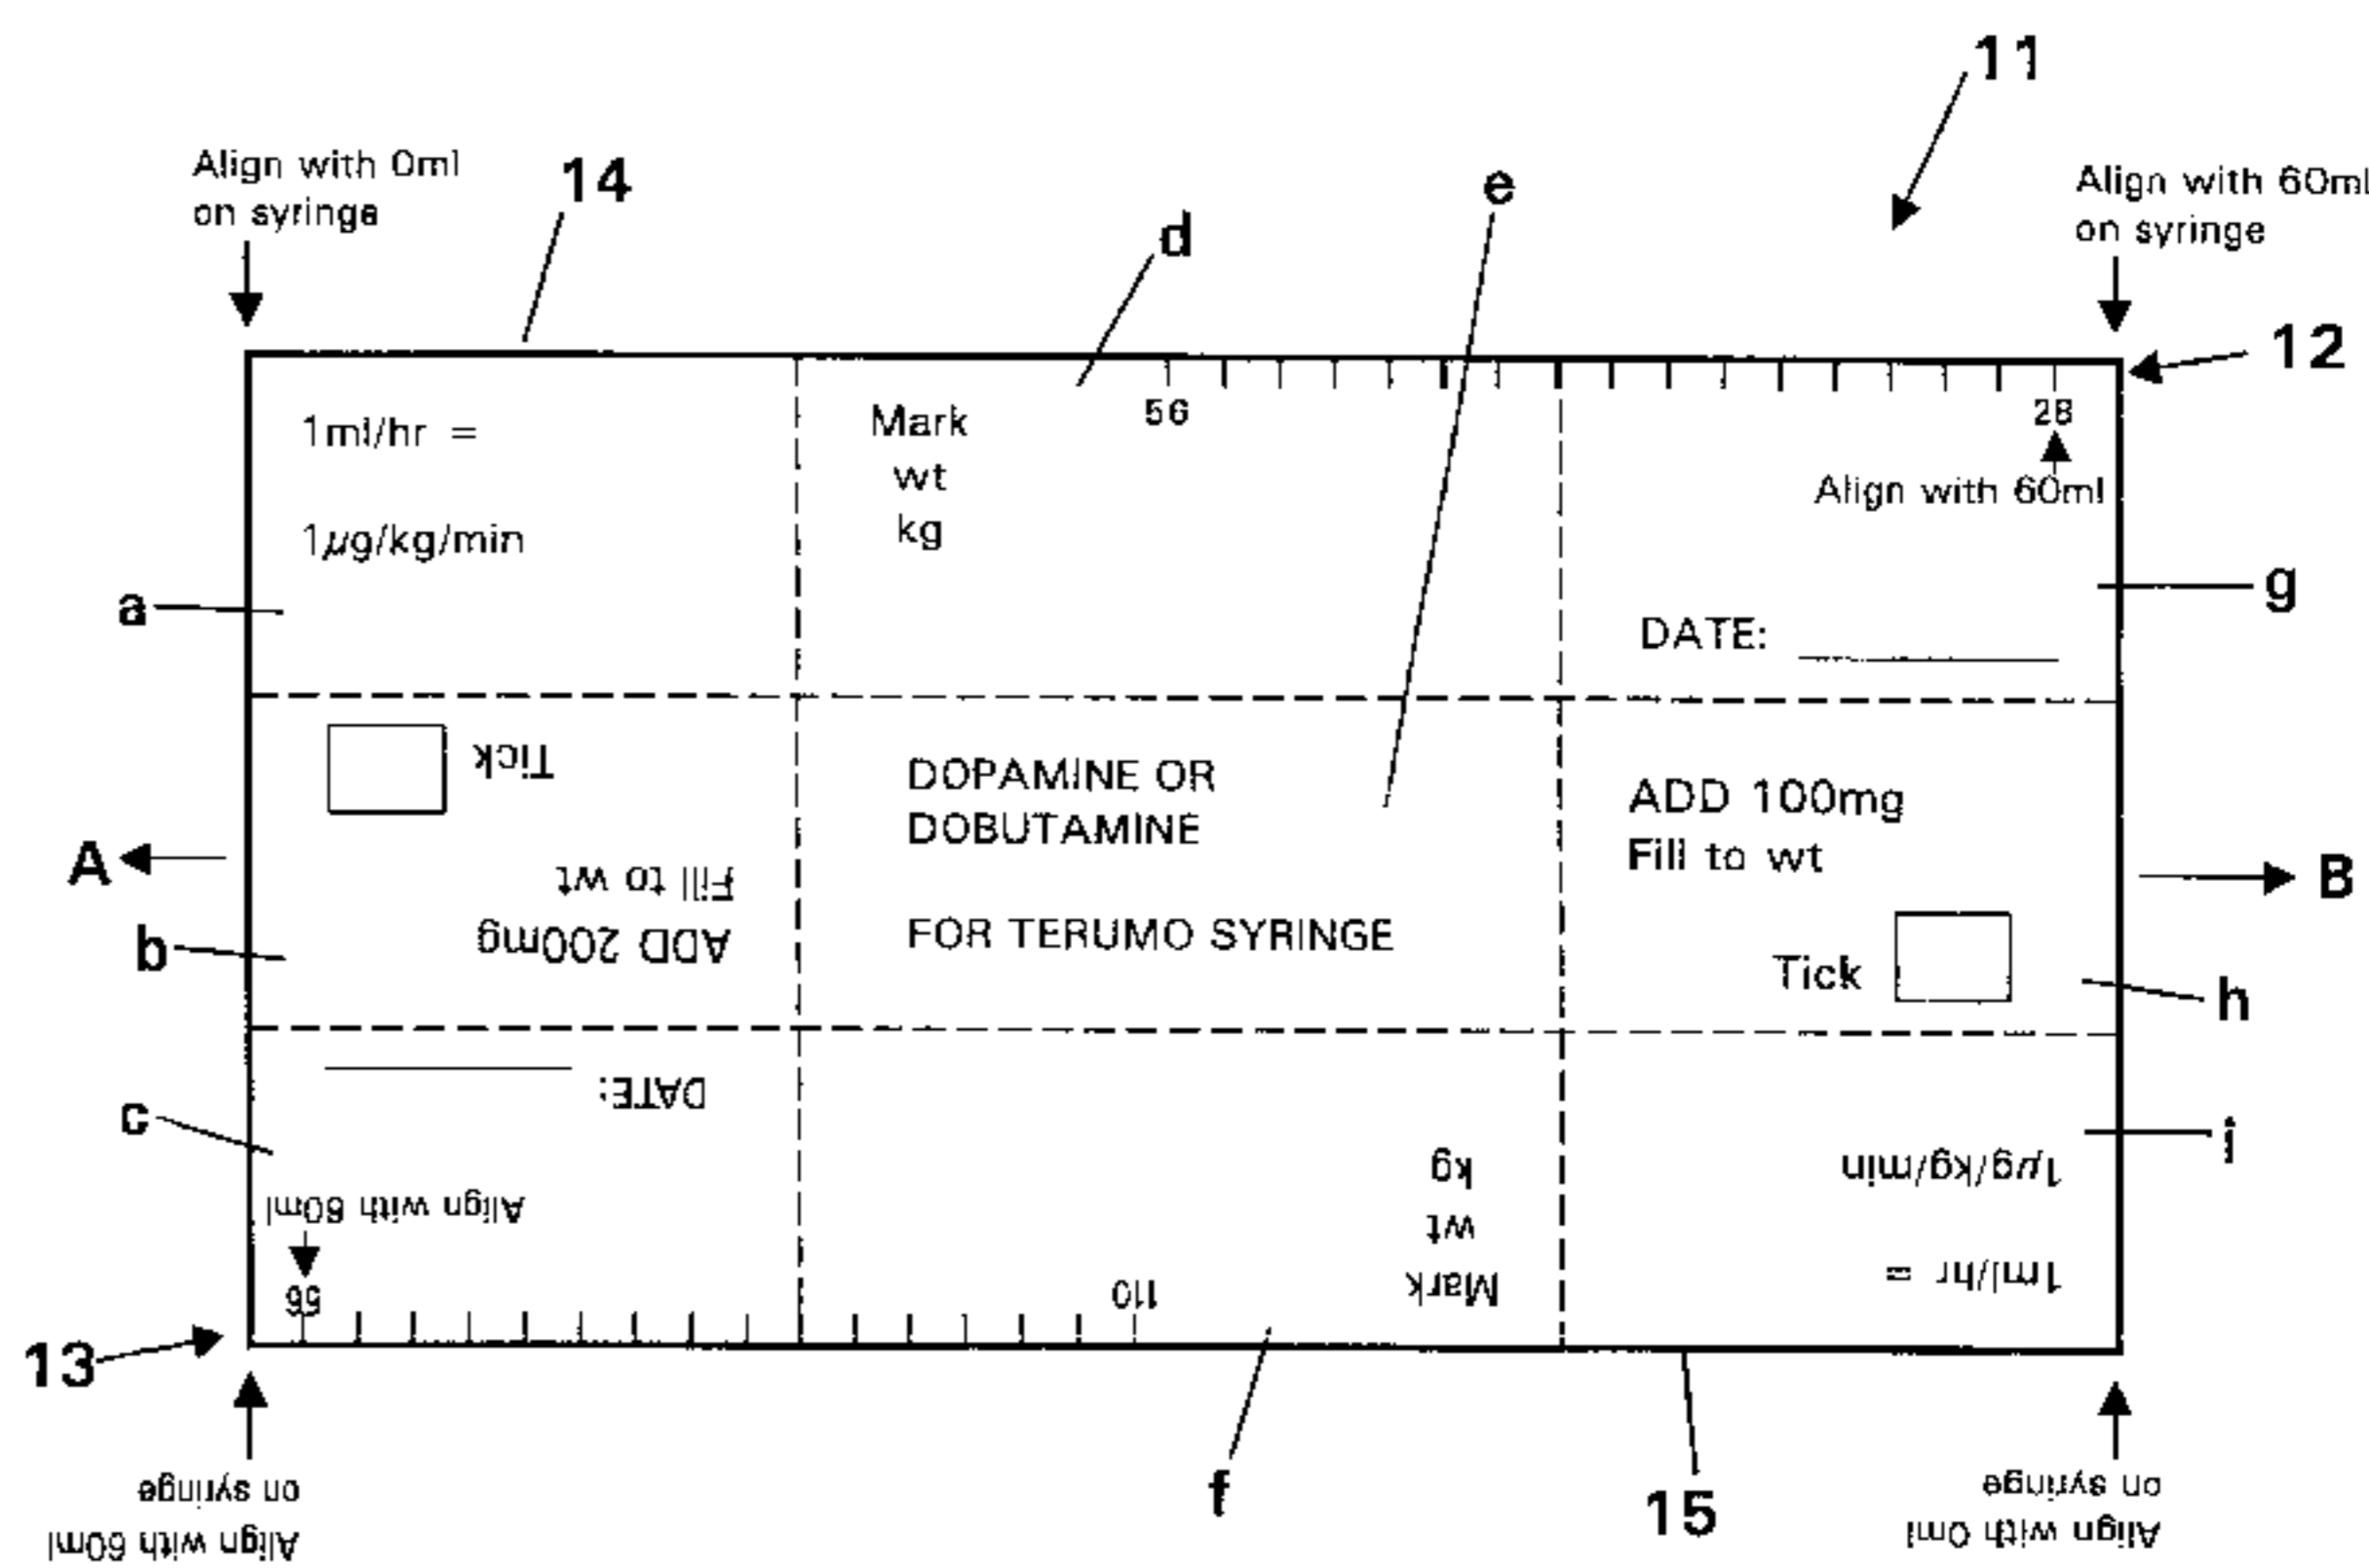 11
Align with 0ml
on syringe
14
d
e
Align with 60ml
on syringe
12
1ml/hr =
1µg/kg/min
Mark
wt
kg
56
28
Align with 60ml
DATE:
a
g
Tick
Fill to wt
ADD 200mg
DOPAMINE OR
DOBUTAMINE
FOR TERUMO SYRINGE
ADD 100mg
Fill to wt
Tick
A
B
b
h
DATE:
c
i
Align with 60ml
56
110
kg
wt
Mark
1µg/kg/min
1ml/hr =
13
f
15
on syringe
Align with 60ml
on syringe
Align with 0ml